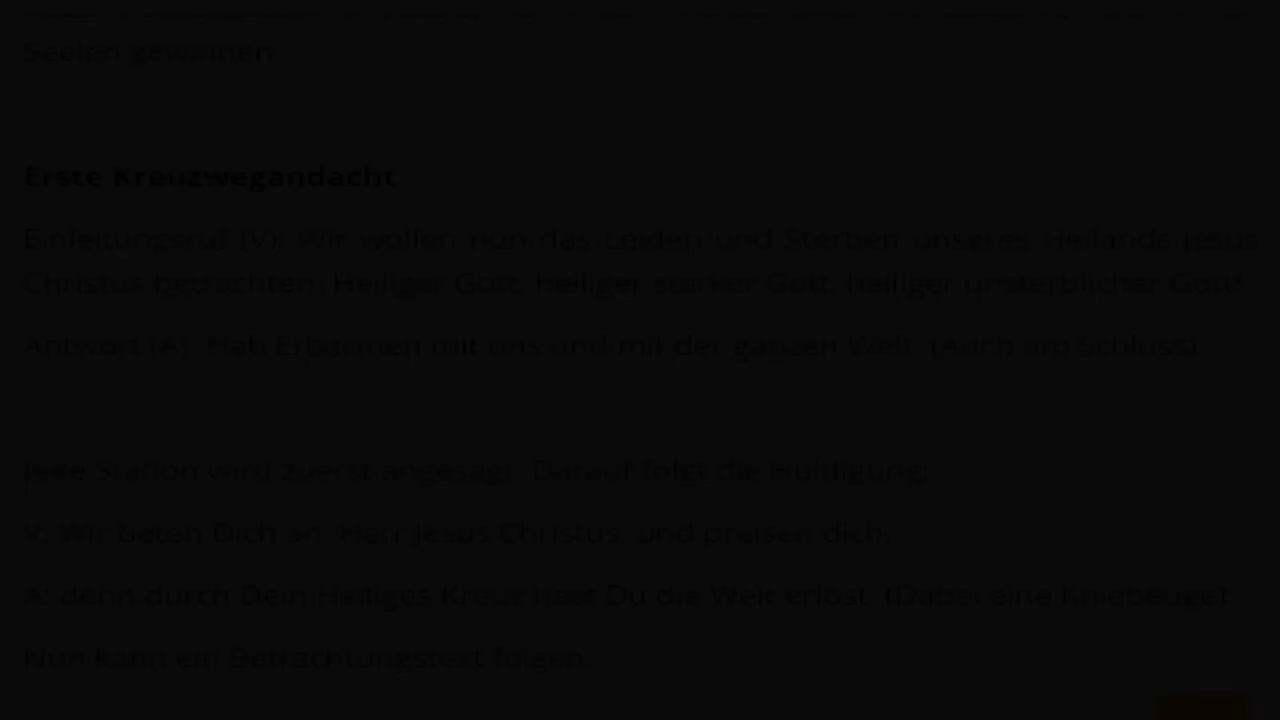 Seelen gewinnen
Erste Kreuzwegandacht
Einleitungsruf (V): Wir wollen nun das Leiden und Sterben unseres Heilands Jesus
Christus betrachten. Heiliger Gott, heiliger starker Gott, heiliger unsterblicher Gott!
Antwort (A): Hab Erbarmen mit uns und mit der ganzen Welt. (Auch am Schluss)
Jede Station wird zuerst angesagt. Darauf folgt die Huldigung:
V: Wir beten Dich an, Herr Jesus Christus, und preisen dich,
A: denn durch Dein Heiliges Kreuz hast Du die Welt erlöst. (Dabei eine Kniebeuge)
Nun kann ein Betrachtungstext folgen.